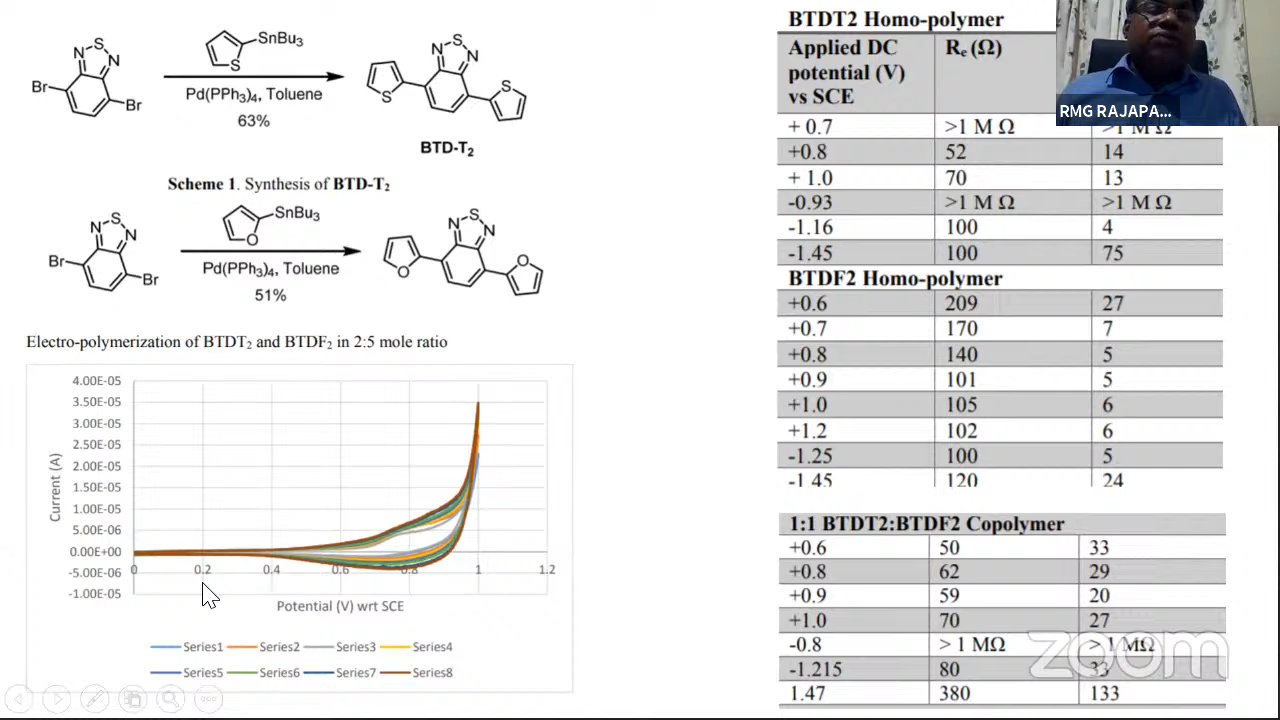 N S N
Br
Br
S
SnBu3
Pd(PPh3)4, Toluene
63%
N S N
S
S
BTD-T2
Scheme 1. Synthesis of BTD-T2
N S N
Br
Br
O
SnBu3
Pd(PPh3)4, Toluene
51%
N S N
O
O
Electro-polymerization of BTDT2 and BTDF2 in 2:5 mole ratio
4.00E-05
3.50E-05
3.00E-05
2.50E-05
2.00E-05
1.50E-05
1.00E-05
5.00E-06
0.00E+00
-5.00E-06
-1.00E-05
Current (A)
0 0.2 0.4 0.6 0.8 1 1.2
Potential (V) wrt SCE
Series1 Series2 Series3 Series4
Series5 Series6 Series7 Series8
BTDT2 Homo-polymer
Applied DC potential (V) vs SCE Re (Ω)
+ 0.7 >1 M Ω >1 M Ω
+0.8 52 14
+ 1.0 70 13
-0.93 >1 M Ω >1 M Ω
-1.16 100 4
-1.45 100 75
BTDF2 Homo-polymer
+0.6 209 27
+0.7 170 7
+0.8 140 5
+0.9 101 5
+1.0 105 6
+1.2 102 6
-1.25 100 5
-1.45 120 24
1:1 BTDT2:BTDF2 Copolymer
+0.6 50 33
+0.8 62 29
+0.9 59 20
+1.0 70 27
-0.8 > 1 MΩ > 1 MΩ
-1.215 80 33
1.47 380 133
RMG RAJAPA...
zoom